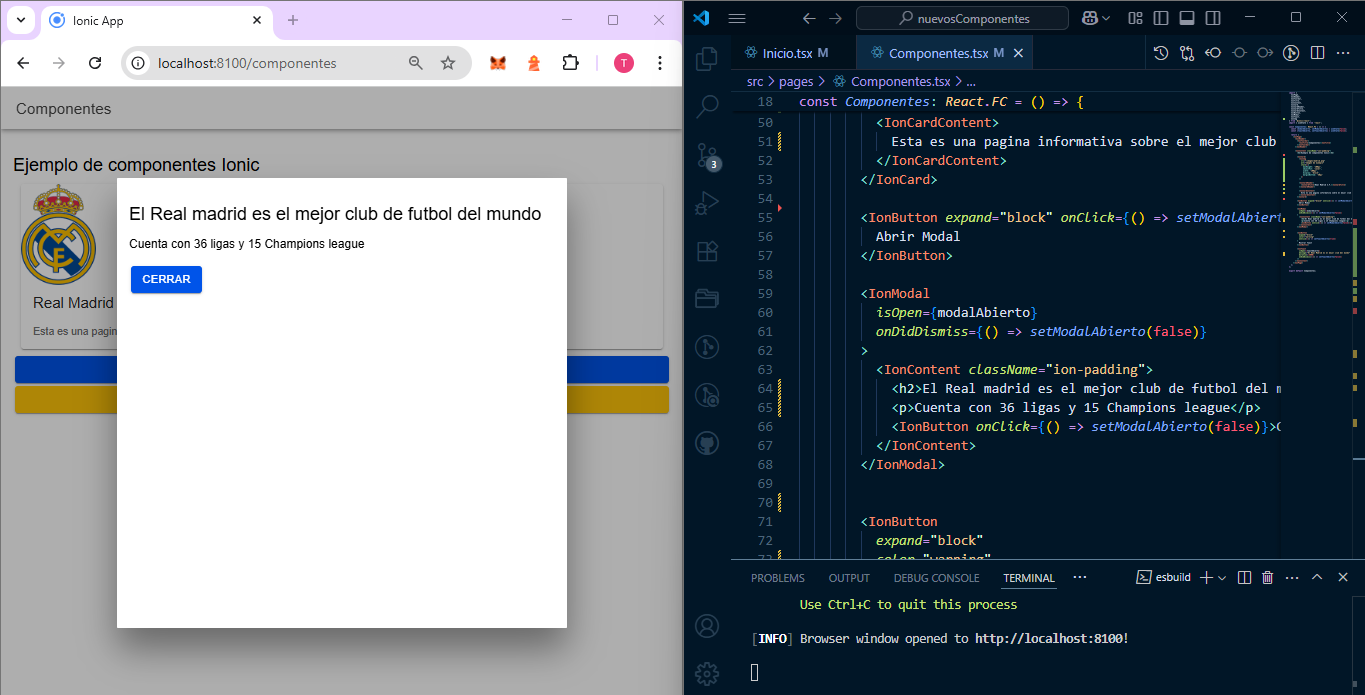 Ionic App
localhost:8100/componentes
T
Componentes
Ejemplo de componentes Ionic
Real Madrid
Esta es una pagin
El Real madrid es el mejor club de futbol del mundo
Cuenta con 36 ligas y 15 Champions league
CERRAR
nuevosComponentes
Inicio.tsx M
Componentes.tsx M
src > pages > Componentes.tsx > ...
18 const Componentes: React.FC = () => {
50 <IonCardContent>
51 Esta es una pagina informativa sobre el mejor club
52 </IonCardContent>
53 </IonCard>
54
55 <IonButton expand="block" onClick={() => setModalAbiert
56 Abrir Modal
57 </IonButton>
58
59 <IonModal
60 isOpen={modalAbierto}
61 onDidDismiss={() => setModalAbierto(false)}
62 >
63 <IonContent className="ion-padding">
64 <h2>El Real madrid es el mejor club de futbol del m
65 <p>Cuenta con 36 ligas y 15 Champions league</p>
66 <IonButton onClick={() => setModalAbierto(false)}>C
67 </IonContent>
68 </IonModal>
69
70
71 <IonButton
72 expand="block"
73 color="warning"
3
PROBLEMS OUTPUT DEBUG CONSOLE TERMINAL ... esbuild
Use Ctrl+C to quit this process
[INFO] Browser window opened to http://localhost:8100!